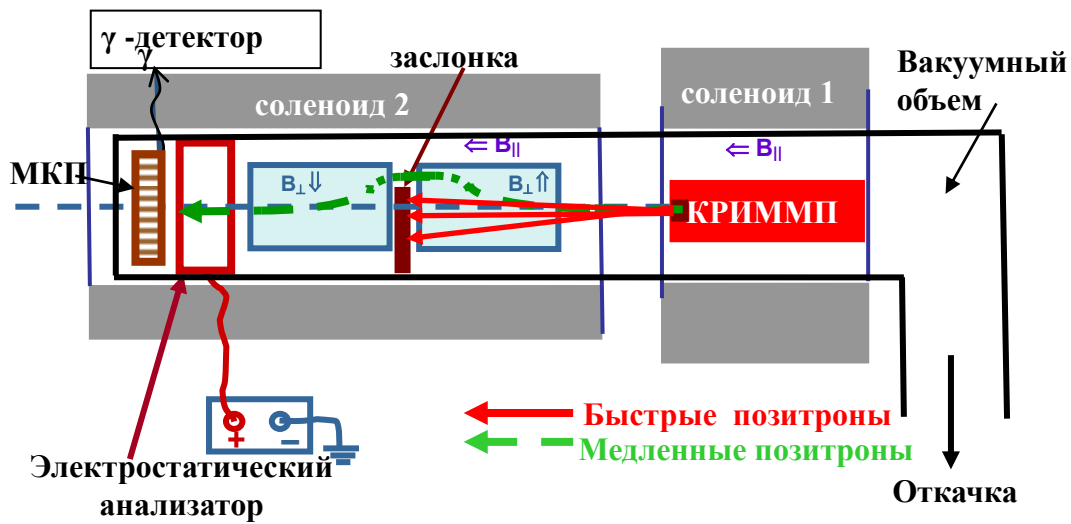 γ -детектор
γ
заслонка
Вакуумный
объем
соленоид 2
соленоид 1
⇐ B||
⇐ B||
МКП
B⊥⇓
B⊥⇑
КРИММП
+
–
Быстрые позитроны
Медленные позитроны
Электростатический
анализатор
Откачка